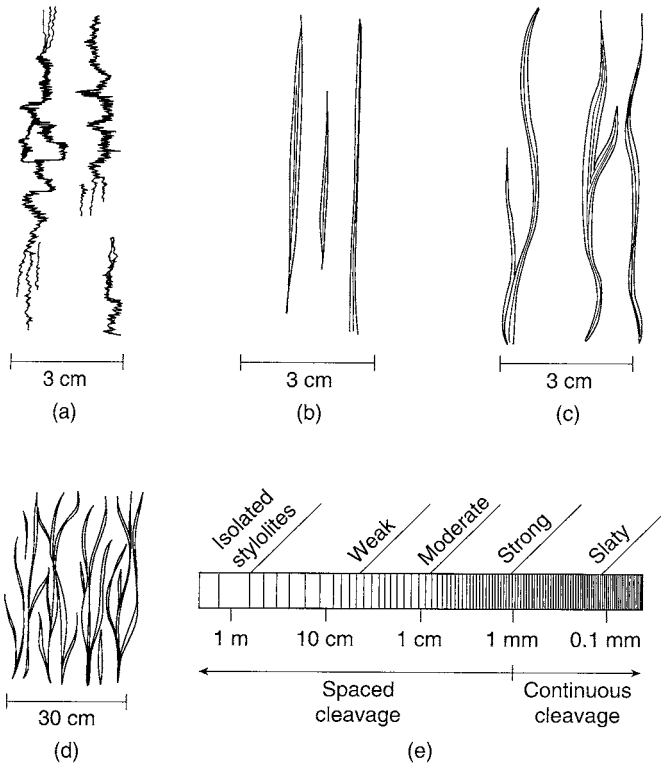 3 cm
(a)
3 cm
(b)
3 cm
(c)
30 cm
(d)
Isolated
stylolites
Weak
Moderate
Strong
Slaty
1 m
10 cm
1 cm
1 mm
0.1 mm
Spaced
cleavage
Continuous
cleavage
(e)